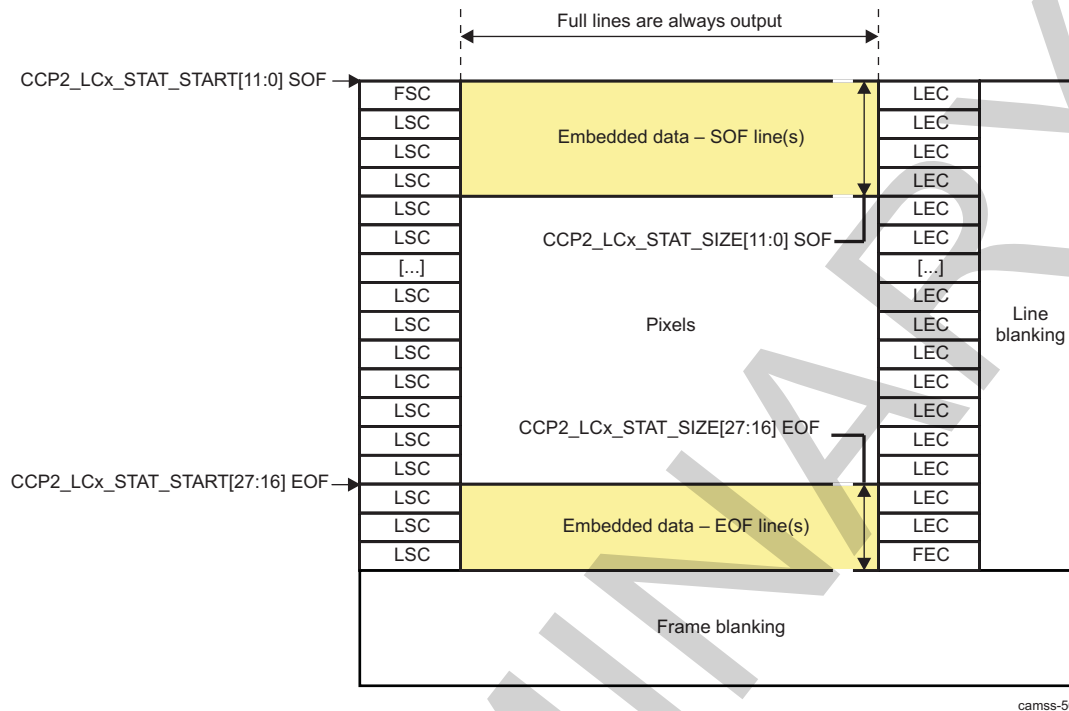 Full lines are always output
CCP2_LCx_STAT_START[11:0] SOF
FSC LEC
LSC LEC
Embedded data – SOF line(s)
LSC LEC
LSC LEC
LSC LEC
LSC CCP2_LCx_STAT_SIZE[11:0] SOF LEC
[...] [...]
LSC LEC
LSC Pixels LEC
Line
blanking
LSC LEC
LSC LEC
LSC LEC
LSC CCP2_LCx_STAT_SIZE[27:16] EOF LEC
LSC LEC
CCP2_LCx_STAT_START[27:16] EOF
LSC LEC
LSC Embedded data – EOF line(s) LEC
LSC FEC
Frame blanking